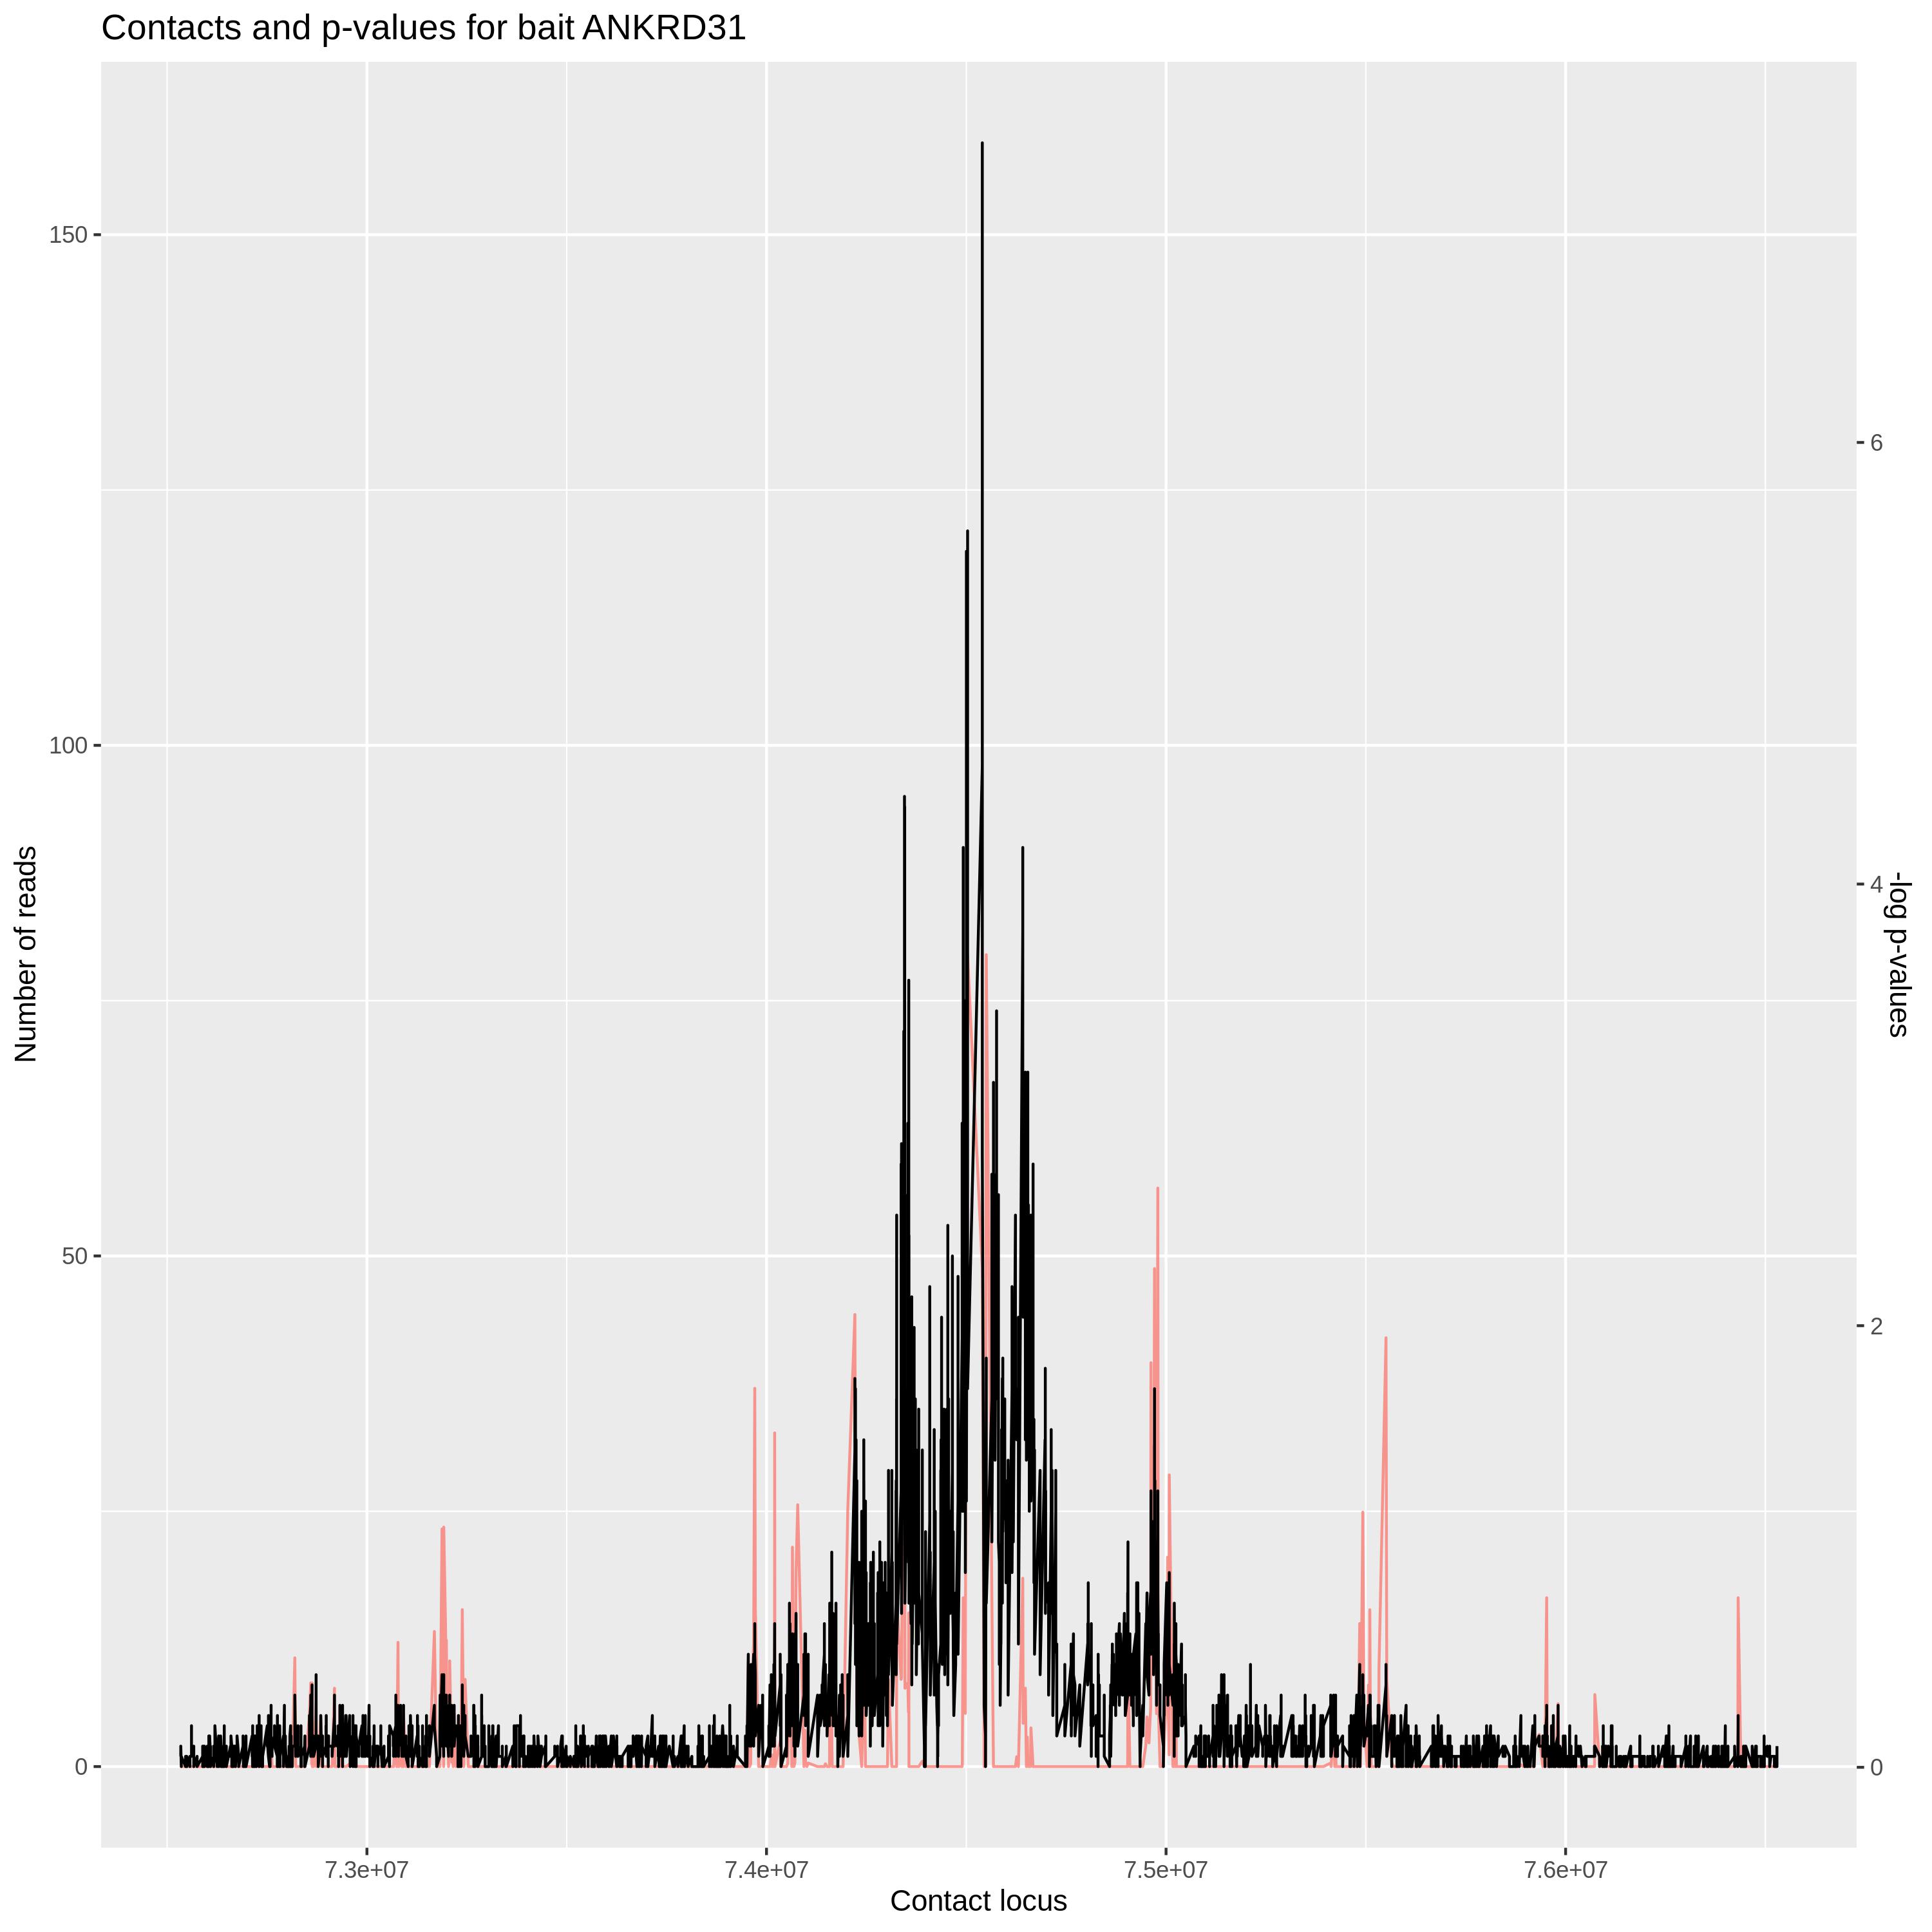 Contacts and p-values for bait ANKRD31
150
100
50
0
Number of reads
6
4
2
0
-log p-values
7.3e+07
7.4e+07
7.5e+07
7.6e+07
Contact locus